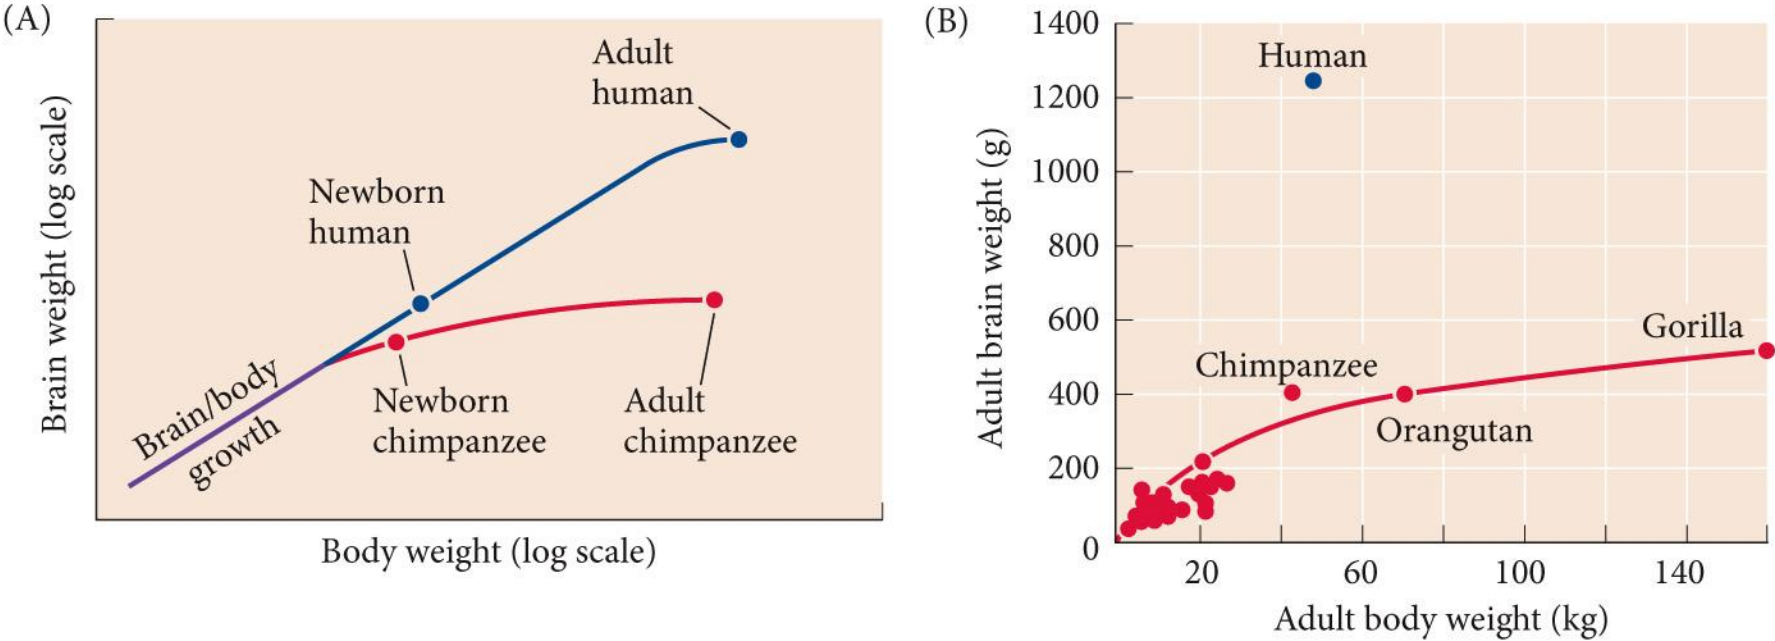 (A)
Brain weight (log scale)
Adult
human
Newborn
human
Brain/body
growth
Newborn
chimpanzee
Adult
chimpanzee
Body weight (log scale)
(B)
Adult brain weight (g)
1400
1200
1000
800
600
400
200
0
Human
Chimpanzee
Orangutan
Gorilla
20 60 100 140
Adult body weight (kg)